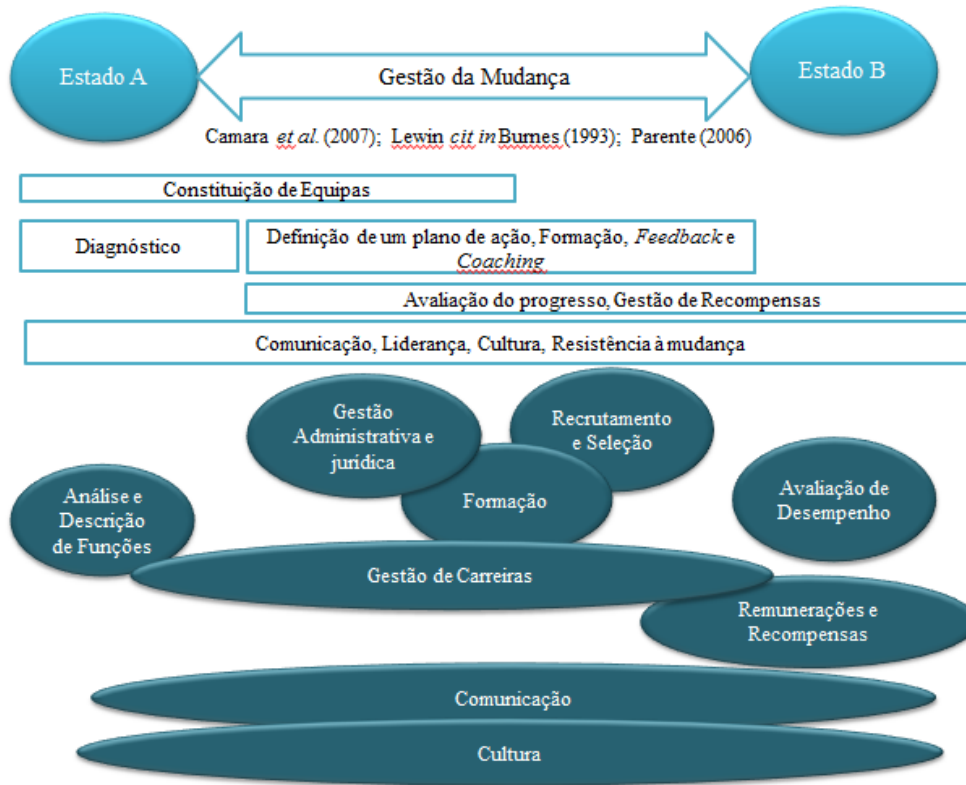 Estado A
Gestão da Mudança
Estado B
Camara et al. (2007); Lewin cit in Burnes (1993); Parente (2006)
Constituição de Equipas
Diagnóstico
Definição de um plano de ação, Formação, Feedback e
Coaching
Avaliação do progresso, Gestão de Recompensas
Comunicação, Liderança, Cultura, Resistência à mudança
Gestão
Administrativa e
jurídica
Recrutamento
e Seleção
Formação
Análise e
Descrição
de Funções
Avaliação de
Desempenho
Gestão de Carreiras
Remunerações e
Recompensas
Comunicação
Cultura